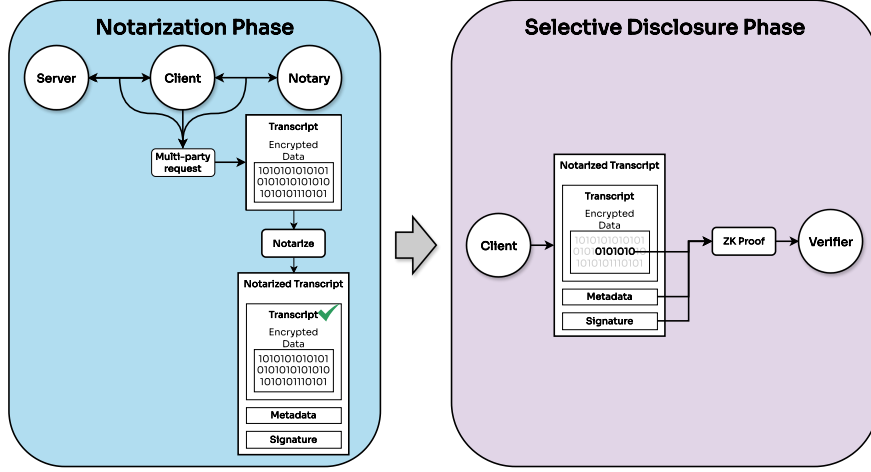 Notarization Phase
Server
Client
Notary
Multi-party
request
Transcript
Encrypted
Data
1010101010101
0101010101010
1010101110101
Notarize
Notarized Transcript
Transcript
Encrypted
Data
1010101010101
0101010101010
1010101110101
Metadata
Signature
Selective Disclosure Phase
Client
Notarized Transcript
Transcript
Encrypted
Data
1010101010101
0101010
1010101110101
Metadata
Signature
ZK Proof
Verifier